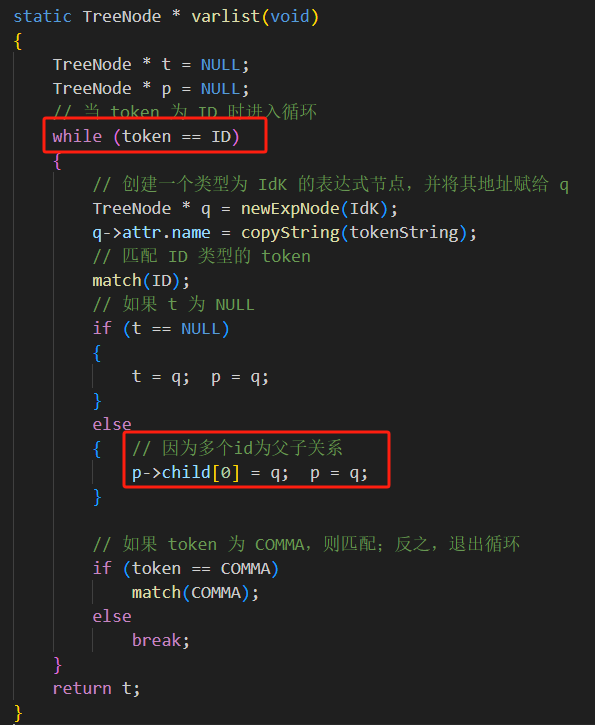 static TreeNode * varlist(void)
{
    TreeNode * t = NULL;
    TreeNode * p = NULL;
    // 当 token 为 ID 时进入循环
    while (token == ID)
    {
        // 创建一个类型为 IdK 的表达式节点，并将其地址赋给 q
        TreeNode * q = newExpNode(IdK);
        q->attr.name = copyString(tokenString);
        // 匹配 ID 类型的 token
        match(ID);
        // 如果 t 为 NULL
        if (t == NULL)
        {
            t = q;  p = q;
        }
        else
        {   // 因为多个id为父子关系
            p->child[0] = q;  p = q;
        }

        // 如果 token 为 COMMA，则匹配；反之，退出循环
        if (token == COMMA)
            match(COMMA);
        else
            break;
    }
    return t;
}